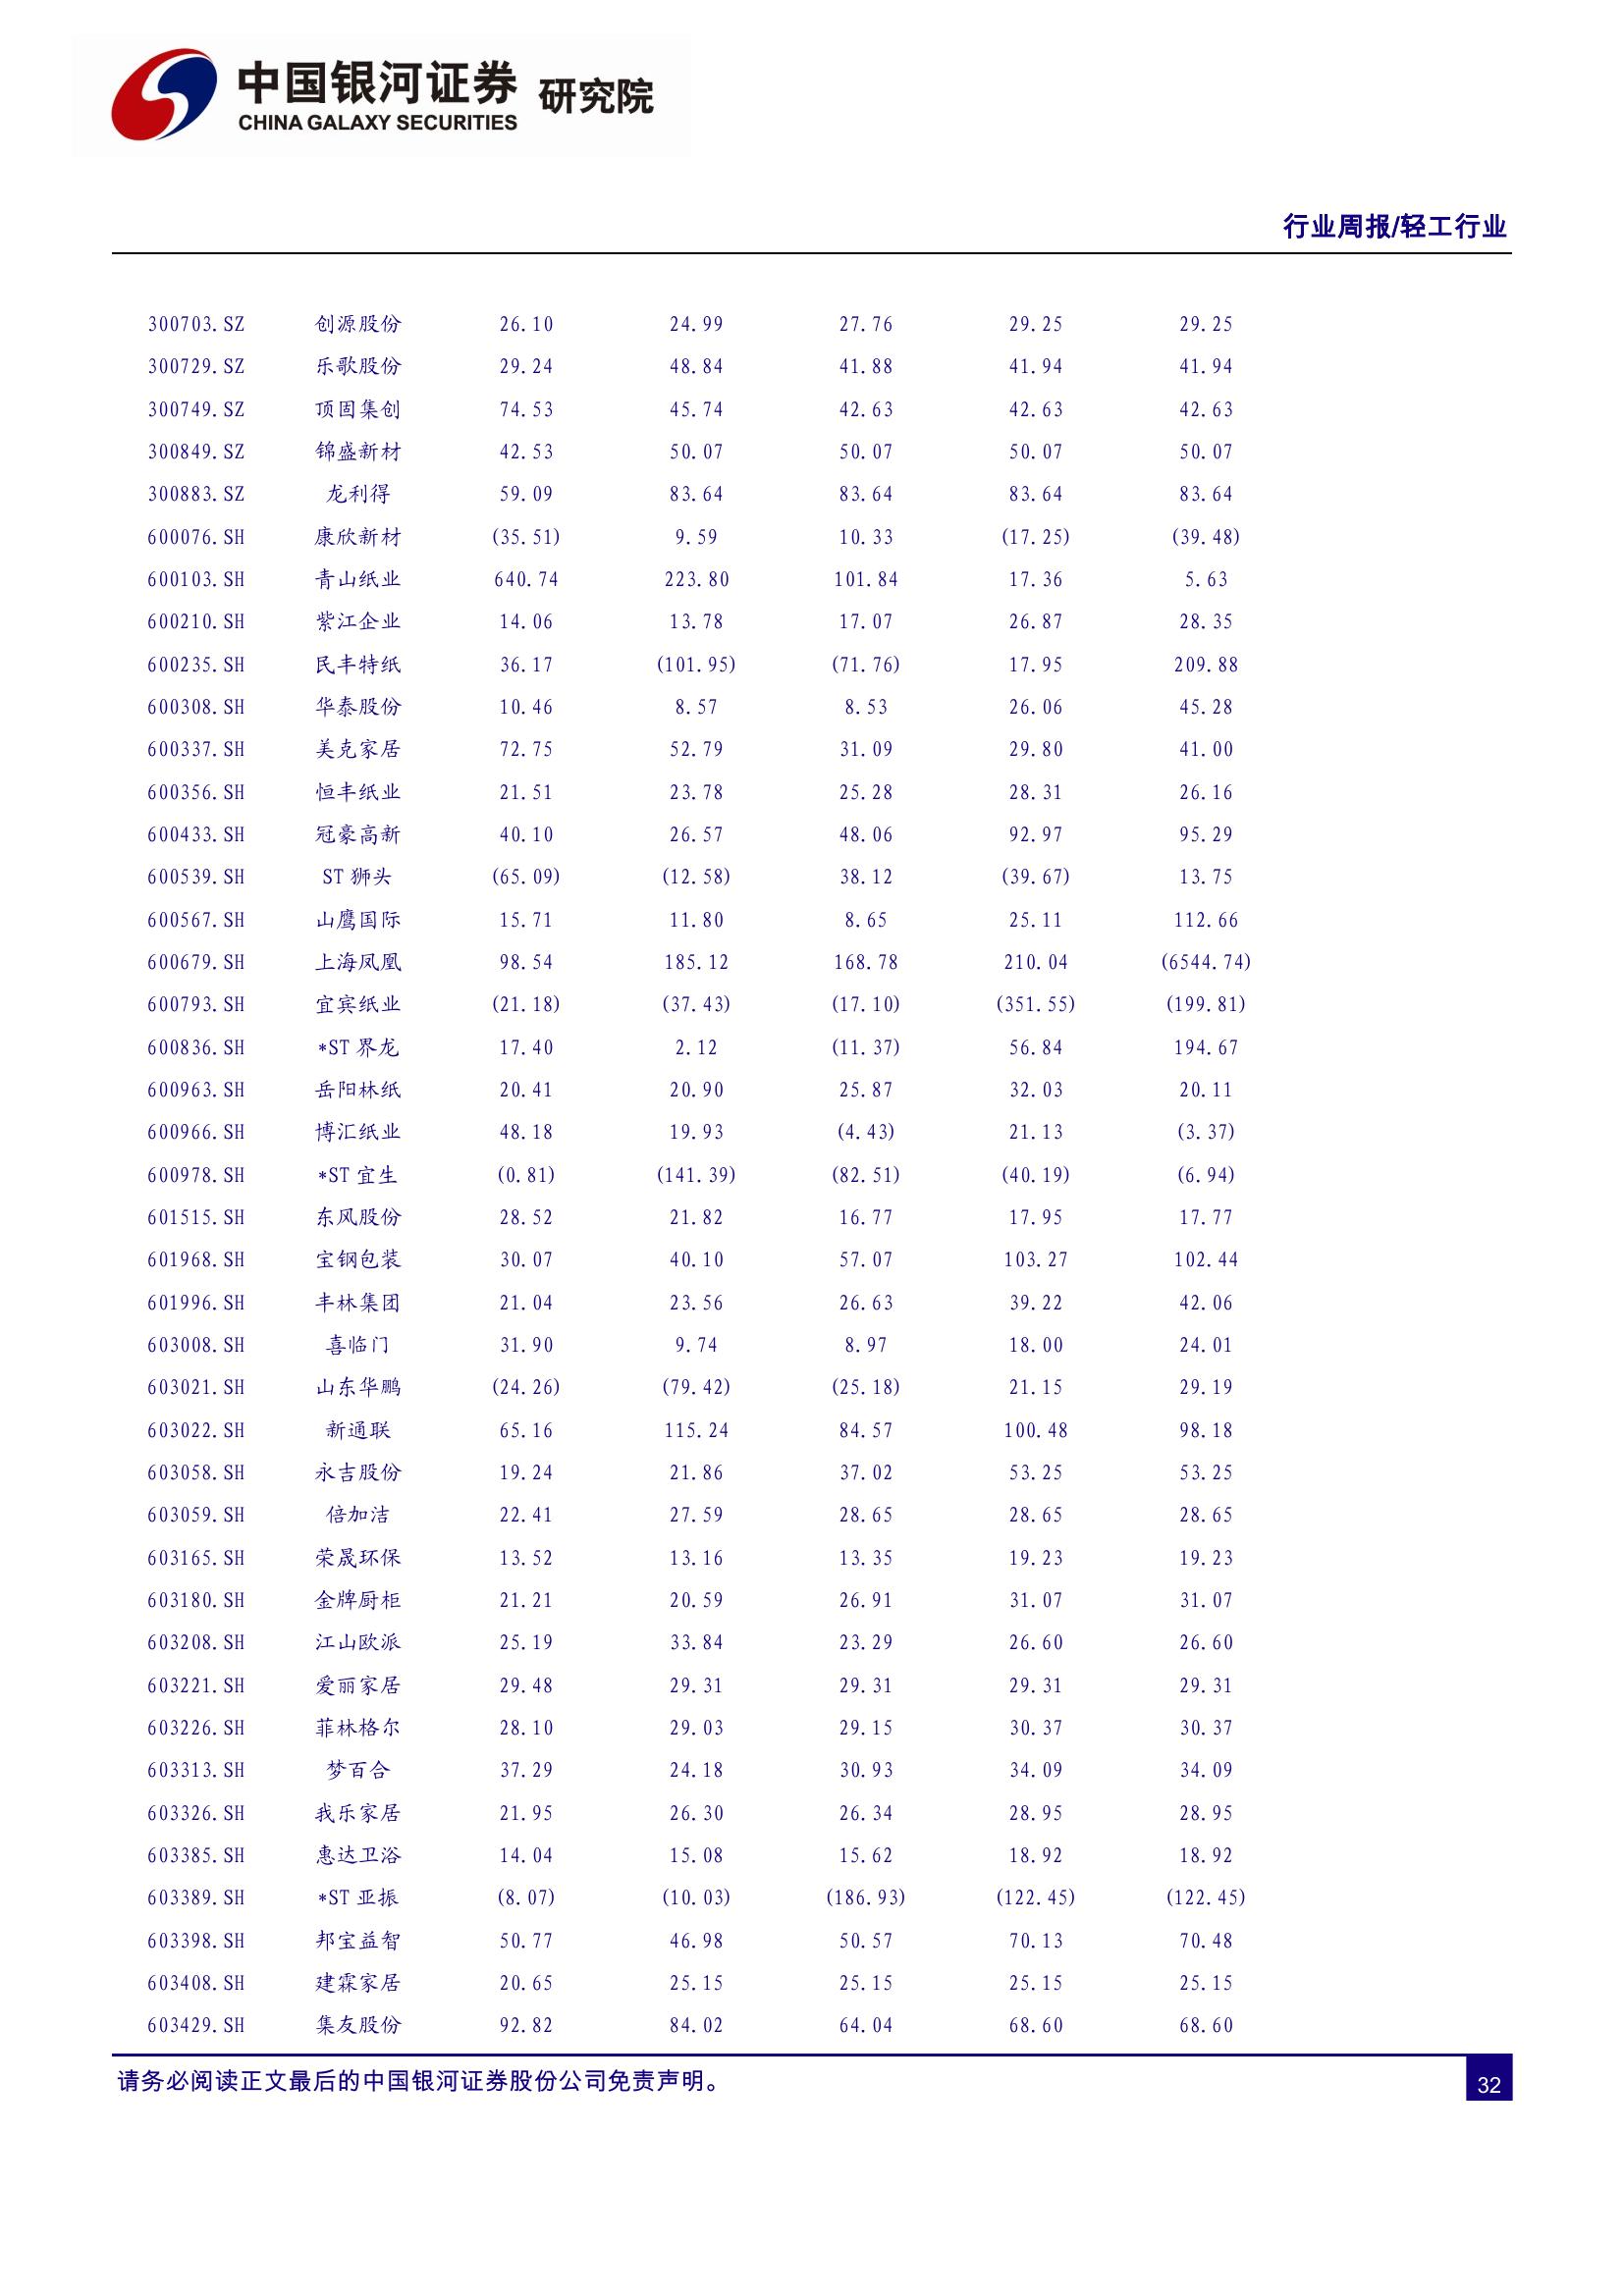 中国银河证券 研究院
CHINA GALAXY SECURITIES
行业周报/轻工行业
300703.SZ 创源股份 26.10 24.99 27.76 29.25 29.25
300729.SZ 乐歌股份 29.24 48.84 41.88 41.94 41.94
300749.SZ 顶固集创 74.53 45.74 42.63 42.63 42.63
300849.SZ 锦盛新材 42.53 50.07 50.07 50.07 50.07
300883.SZ 龙利得 59.09 83.64 83.64 83.64 83.64
600076.SH 康欣新材 (35.51) 9.59 10.33 (17.25) (39.48)
600103.SH 青山纸业 640.74 223.80 101.84 17.36 5.63
600210.SH 紫江企业 14.06 13.78 17.07 26.87 28.35
600235.SH 民丰特纸 36.17 (101.95) (71.76) 17.95 209.88
600308.SH 华泰股份 10.46 8.57 8.53 26.06 45.28
600337.SH 美克家居 72.75 52.79 31.09 29.80 41.00
600356.SH 恒丰纸业 21.51 23.78 25.28 28.31 26.16
600433.SH 冠豪高新 40.10 26.57 48.06 92.97 95.29
600539.SH ST 狮头 (65.09) (12.58) 38.12 (39.67) 13.75
600567.SH 山鹰国际 15.71 11.80 8.65 25.11 112.66
600679.SH 上海凤凰 98.54 185.12 168.78 210.04 (6544.74)
600793.SH 宜宾纸业 (21.18) (37.43) (17.10) (351.55) (199.81)
600836.SH *ST 界龙 17.40 2.12 (11.37) 56.84 194.67
600963.SH 岳阳林纸 20.41 20.90 25.87 32.03 20.11
600966.SH 博汇纸业 48.18 19.93 (4.43) 21.13 (3.37)
600978.SH *ST 宜生 (0.81) (141.39) (82.51) (40.19) (6.94)
601515.SH 东风股份 28.52 21.82 16.77 17.95 17.77
601968.SH 宝钢包装 30.07 40.10 57.07 103.27 102.44
601996.SH 丰林集团 21.04 23.56 26.63 39.22 42.06
603008.SH 喜临门 31.90 9.74 8.97 18.00 24.01
603021.SH 山东华鹏 (24.26) (79.42) (25.18) 21.15 29.19
603022.SH 新通联 65.16 115.24 84.57 100.48 98.18
603058.SH 永吉股份 19.24 21.86 37.02 53.25 53.25
603059.SH 倍加洁 22.41 27.59 28.65 28.65 28.65
603165.SH 荣晟环保 13.52 13.16 13.35 19.23 19.23
603180.SH 金牌厨柜 21.21 20.59 26.91 31.07 31.07
603208.SH 江山欧派 25.19 33.84 23.29 26.60 26.60
603221.SH 爱丽家居 29.48 29.31 29.31 29.31 29.31
603226.SH 菲林格尔 28.10 29.03 29.15 30.37 30.37
603313.SH 梦百合 37.29 24.18 30.93 34.09 34.09
603326.SH 我乐家居 21.95 26.30 26.34 28.95 28.95
603385.SH 惠达卫浴 14.04 15.08 15.62 18.92 18.92
603389.SH *ST 亚振 (8.07) (10.03) (186.93) (122.45) (122.45)
603398.SH 邦宝益智 50.77 46.98 50.57 70.13 70.48
603408.SH 建霖家居 20.65 25.15 25.15 25.15 25.15
603429.SH 集友股份 92.82 84.02 64.04 68.60 68.60
请务必阅读正文最后的中国银河证券股份公司免责声明。
32